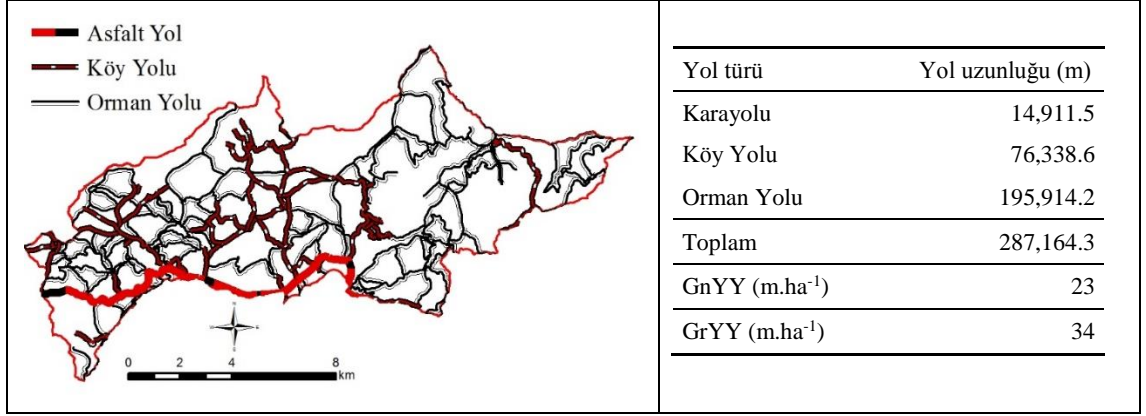 Asfalt Yol
Köy Yolu
Orman Yolu
0 2 4 8
km
Yol türü Yol uzunluğu (m)
Karayolu 14,911.5
Köy Yolu 76,338.6
Orman Yolu 195,914.2
Toplam 287,164.3
GnYY (m.ha-1) 23
GrYY (m.ha-1) 34